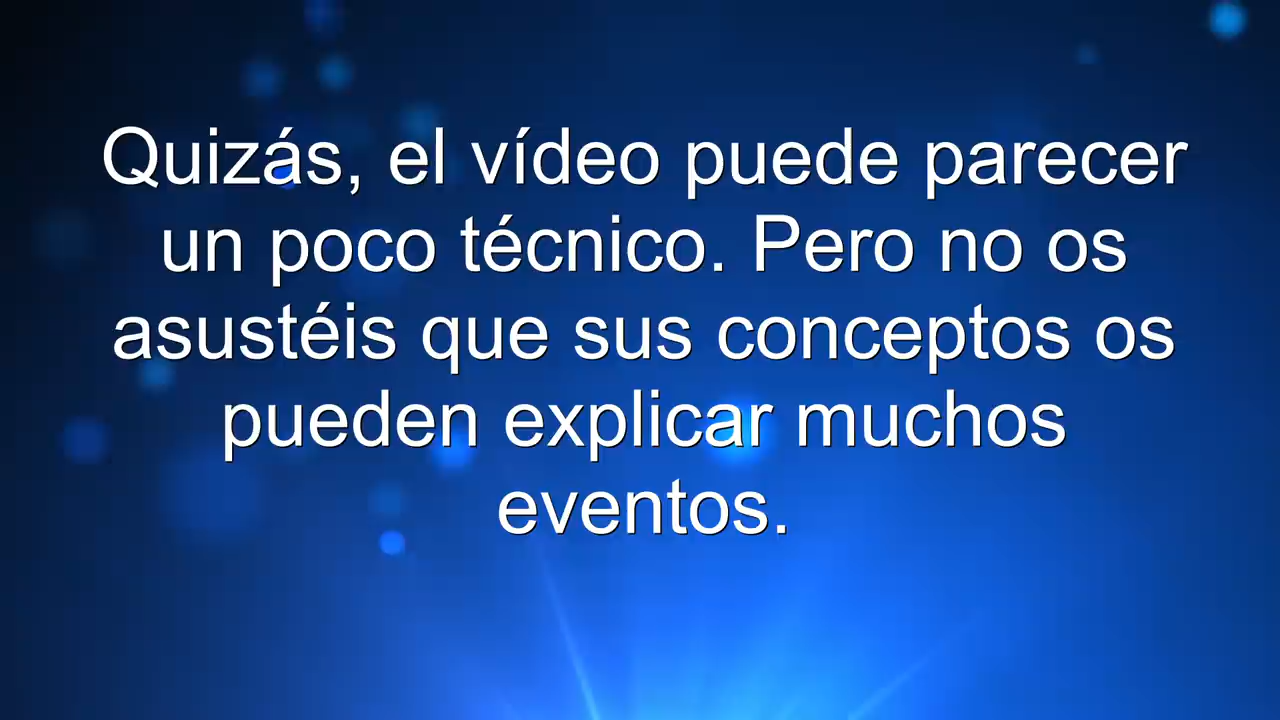 Quizás, el vídeo puede parecer
un poco técnico. Pero no os
asustéis que sus conceptos os
pueden explicar muchos
eventos.